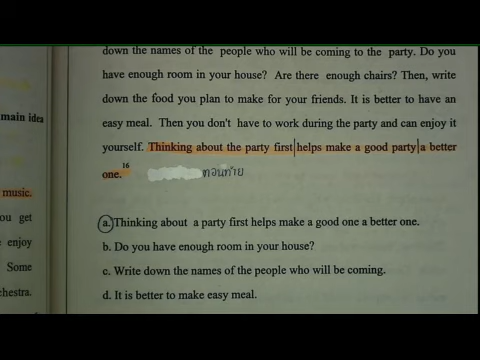 down the names of the people who will be coming to the party. Do you
have enough room in your house? Are there enough chairs? Then, write
down the food you plan to make for your friends. It is better to have an
main idea
easy meal. Then you don't have to work during the party and can enjoy it
yourself. Thinking about the party first helps make a good party a better
one.16 ตอนท้าย
music.
ou get
a. Thinking about a party first helps make a good one a better one.
enjoy
b. Do you have enough room in your house?
Some
c. Write down the names of the people who will be coming.
chestra.
d. It is better to make easy meal.